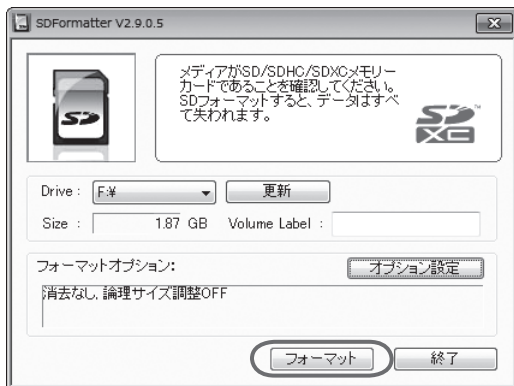 SDFormatter V2.9.0.5
メディアがSD/SDHC/SDXCメモリー
カードであることを確認してください。
SDフォーマットすると、データはすべ
て失われます。
SD
SD
XC
Drive : F:¥
更新
Size : 1.87 GB Volume Label :
フォーマットオプション:
オプション設定
消去なし, 論理サイズ調整OFF
フォーマット
終了